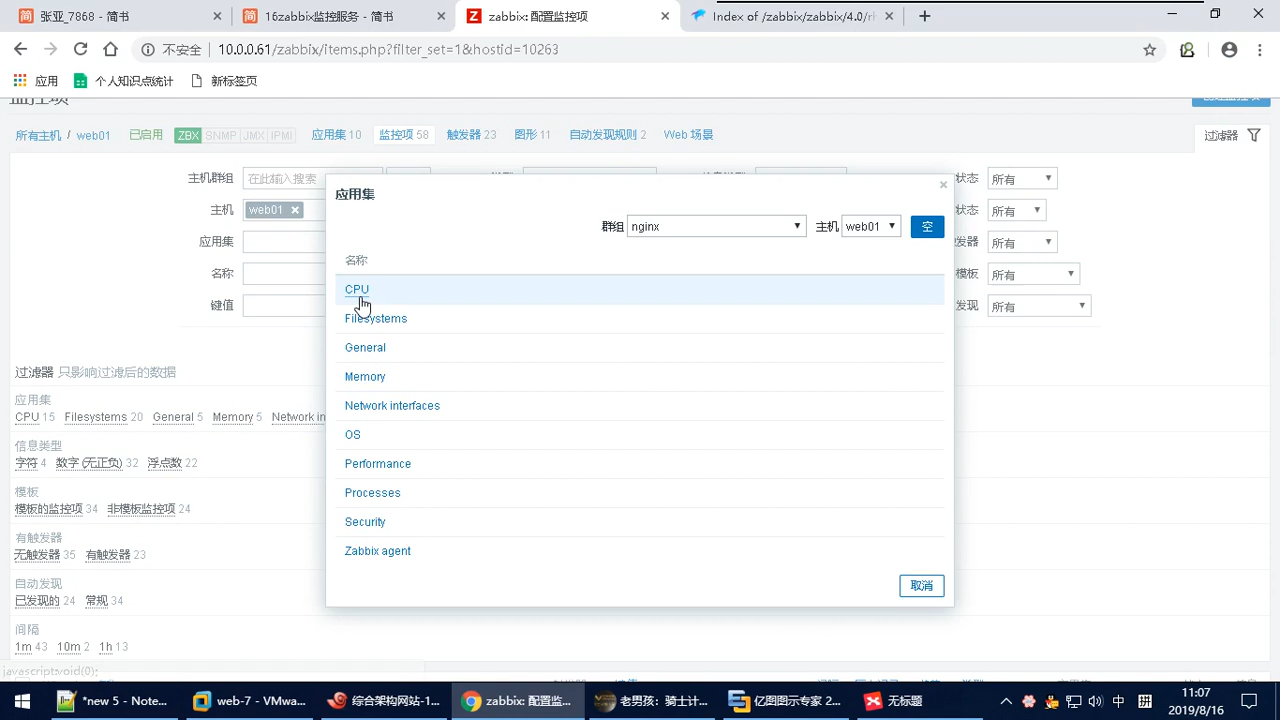 张亚_7868 - 简书
16zabbix监控服务 - 简书
zabbix: 配置监控项
Index of /zabbix/zabbix/4.0/rh
不安全 10.0.0.61/zabbix/items.php?filter_set=1&hostid=10263
应用 个人知识点统计 新标签页
监控项
创建监控项
所有主机 / web01 已启用 ZBX SNMP JMX IPMI 应用集 10 监控项 58 触发器 23 图形 11 自动发现规则 2 Web 场景
过滤器
主机群组 在此输入搜索
状态 所有
主机 web01
状态 所有
应用集
发器 所有
名称
模板 所有
键值
发现 所有
应用集
群组 nginx 主机 web01 空
名称
CPU
Filesystems
General
Memory
Network interfaces
OS
Performance
Processes
Security
Zabbix agent
取消
过滤器 只影响过滤后的数据
应用集
CPU 15 Filesystems 20 General 5 Memory 5 Network in
信息类型
字符 4 数字 (无正负) 32 浮点数 22
模板
模板的监控项 34 非模板监控项 24
有触发器
无触发器 35 有触发器 23
自动发现
已发现的 24 常规 34
间隔
1m 43 10m 2 1h 13
javascript:void(0);
*new 5 - Note...
web-7 - VMwa...
综合架构网站-1...
zabbix: 配置监...
老男孩: 骑士计...
亿图图示专家 2...
无标题
中 拼
11:07
2019/8/16